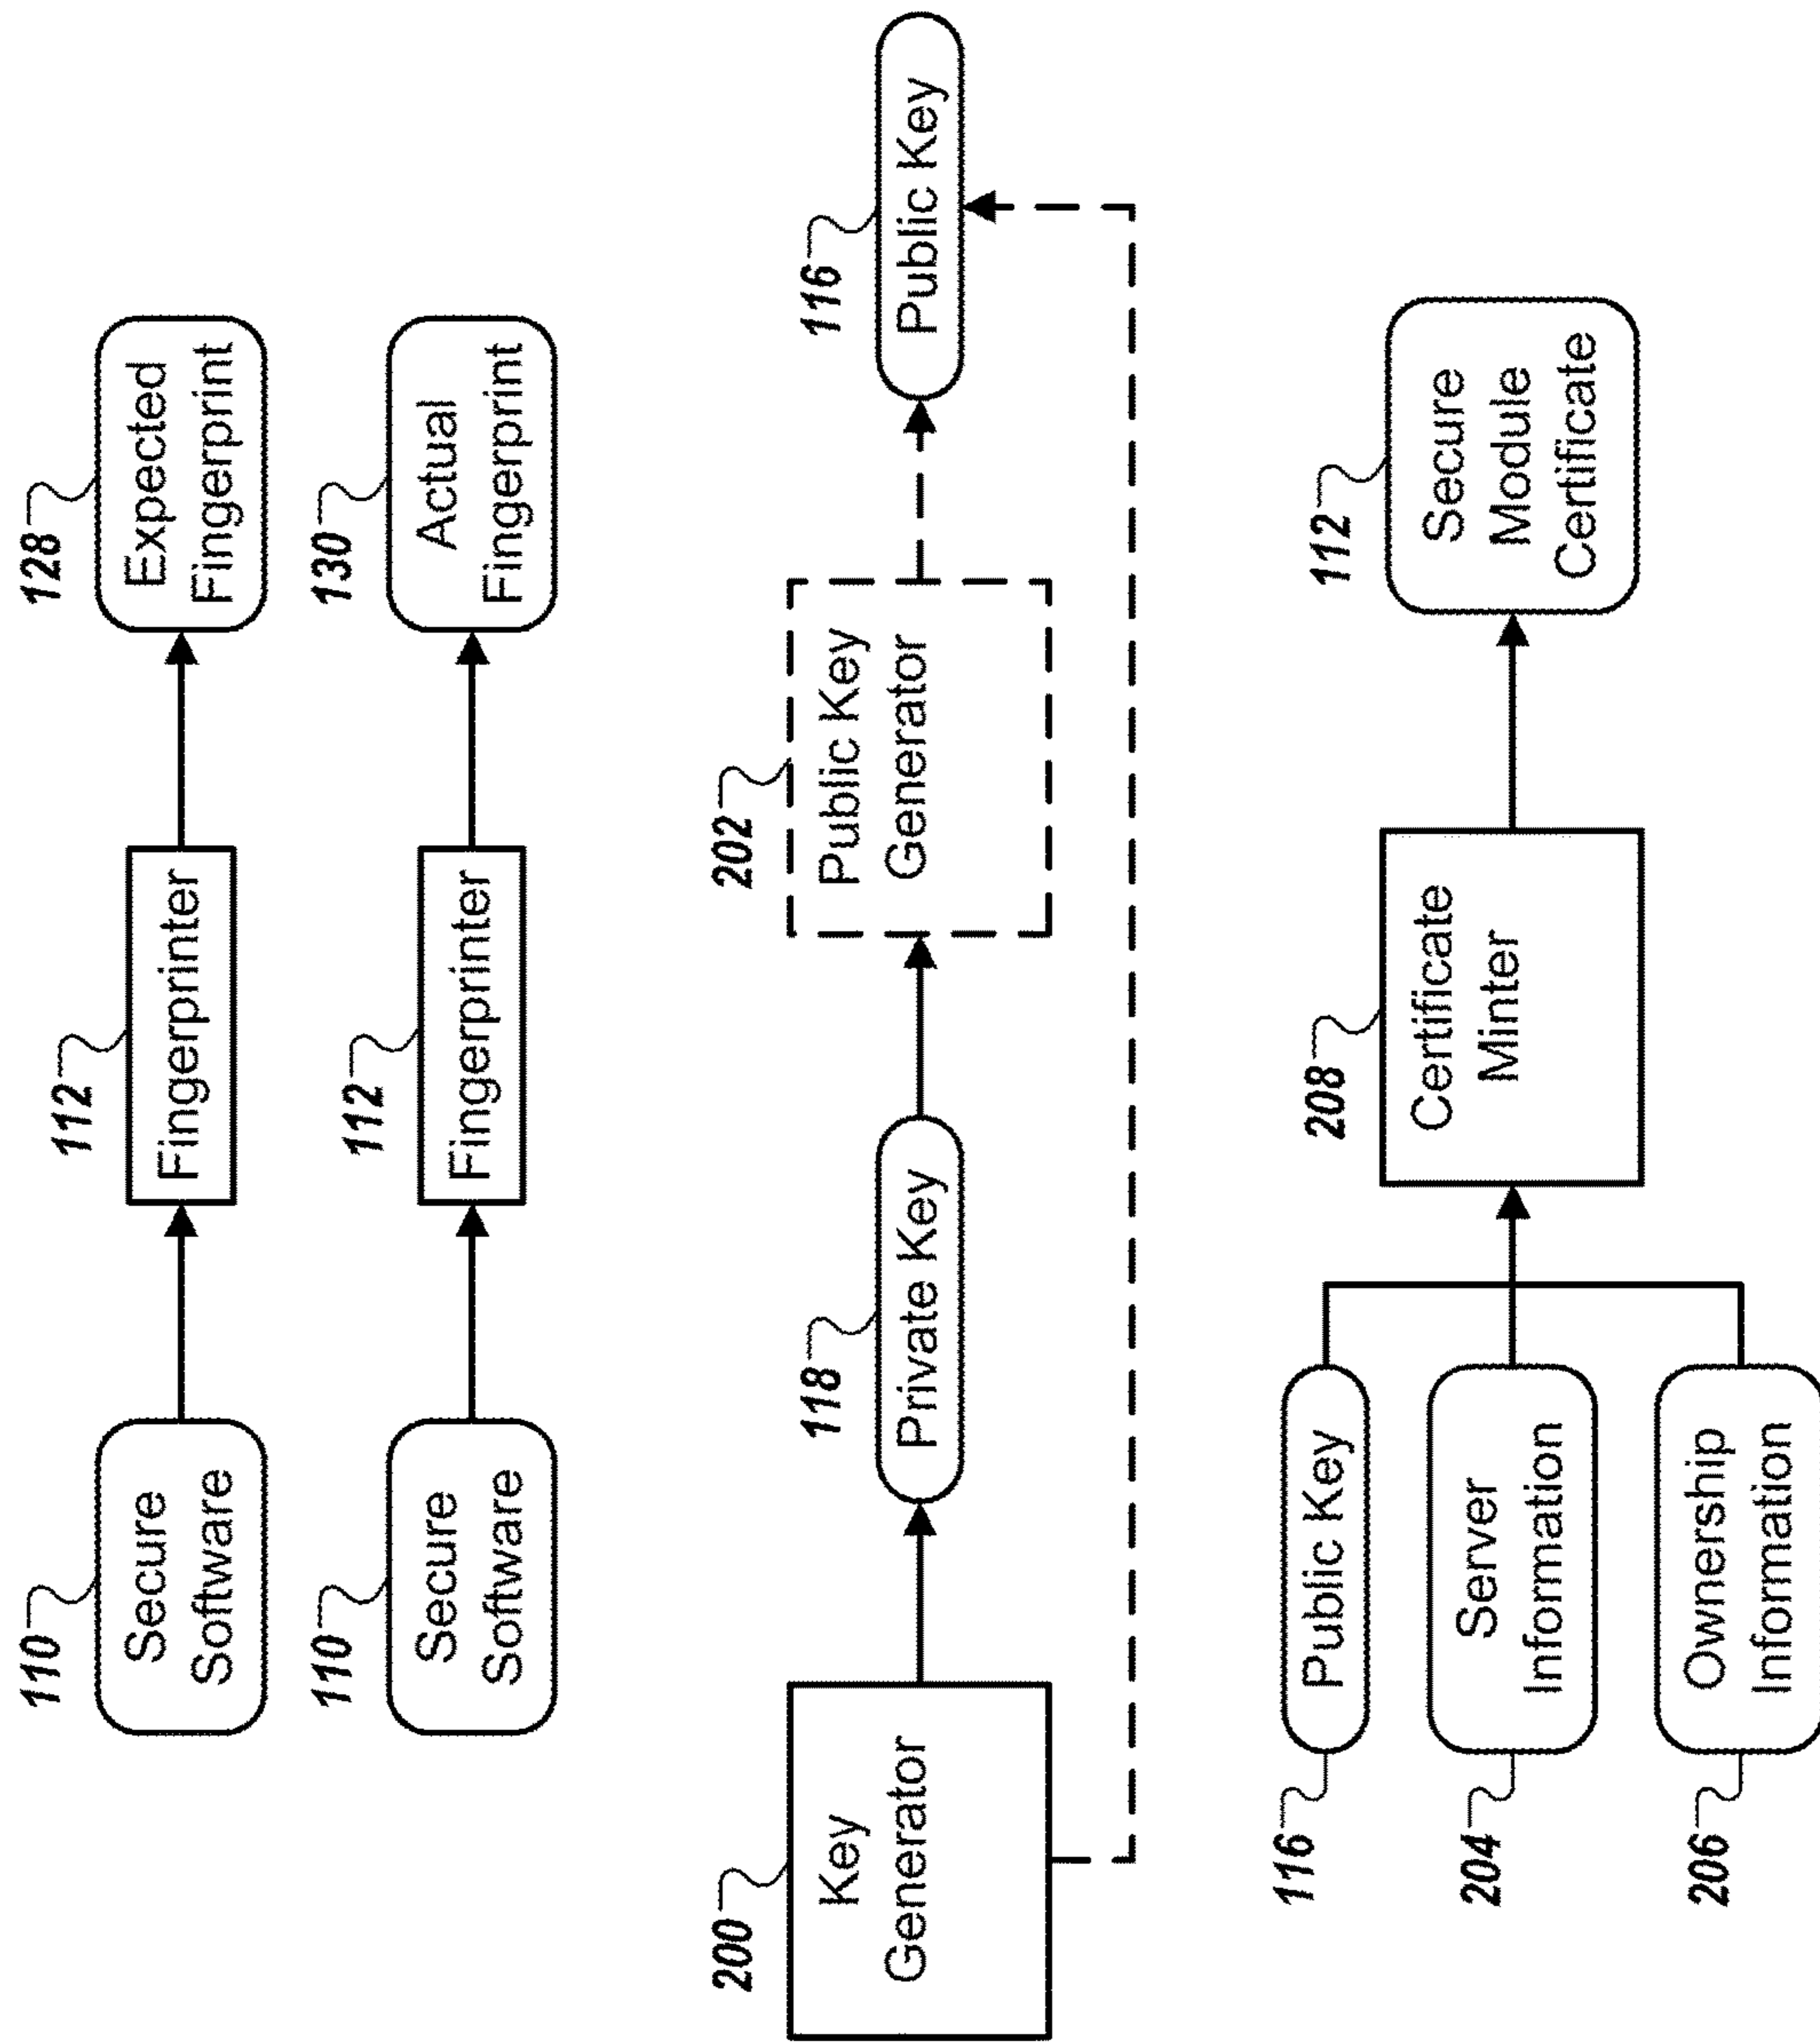 110
Secure
Software
112
Fingerprinter
128
Expected
Fingerprint
110
Secure
Software
112
Fingerprinter
130
Actual
Fingerprint
200
Key
Generator
118
Private Key
202
Public Key
Generator
116
Public Key
116
Public Key
204
Server
Information
206
Ownership
Information
208
Certificate
Minter
112
Secure
Module
Certificate